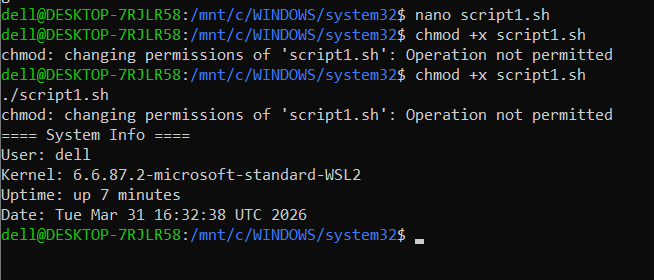 dell@DESKTOP-7RJLR58:/mnt/c/WINDOWS/system32$ nano script1.sh
dell@DESKTOP-7RJLR58:/mnt/c/WINDOWS/system32$ chmod +x script1.sh
chmod: changing permissions of 'script1.sh': Operation not permitted
dell@DESKTOP-7RJLR58:/mnt/c/WINDOWS/system32$ chmod +x script1.sh
./script1.sh
chmod: changing permissions of 'script1.sh': Operation not permitted
==== System Info ====
User: dell
Kernel: 6.6.87.2-microsoft-standard-WSL2
Uptime: up 7 minutes
Date: Tue Mar 31 16:32:38 UTC 2026
dell@DESKTOP-7RJLR58:/mnt/c/WINDOWS/system32$